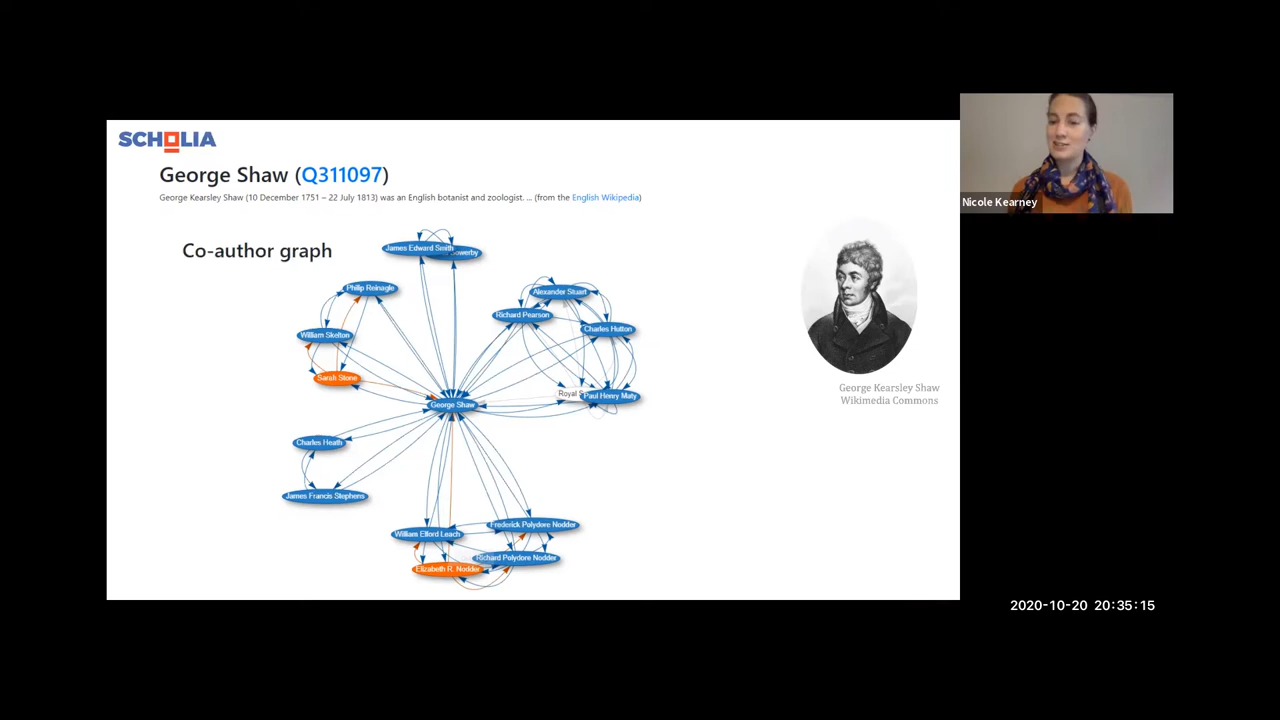 SCHOLIA
George Shaw (Q311097)
George Kearsley Shaw (10 December 1751 – 22 July 1813) was an English botanist and zoologist. ... (from the English Wikipedia)
Co-author graph
James Edward Smith
Philip Reinagle
Alexander Stuart
Richard Pearson
William Skelton
Charles Hutton
Sarah Stone
Royal
Paul Henry Maty
George Shaw
Charles Heath
James Francis Stephens
Frederick Polydore Nodder
William Elford Leach
Richard Polydore Nodder
Elizabeth R. Nodder
George Kearsley Shaw
Wikimedia Commons
Nicole Kearney
2020-10-20 20:35:15